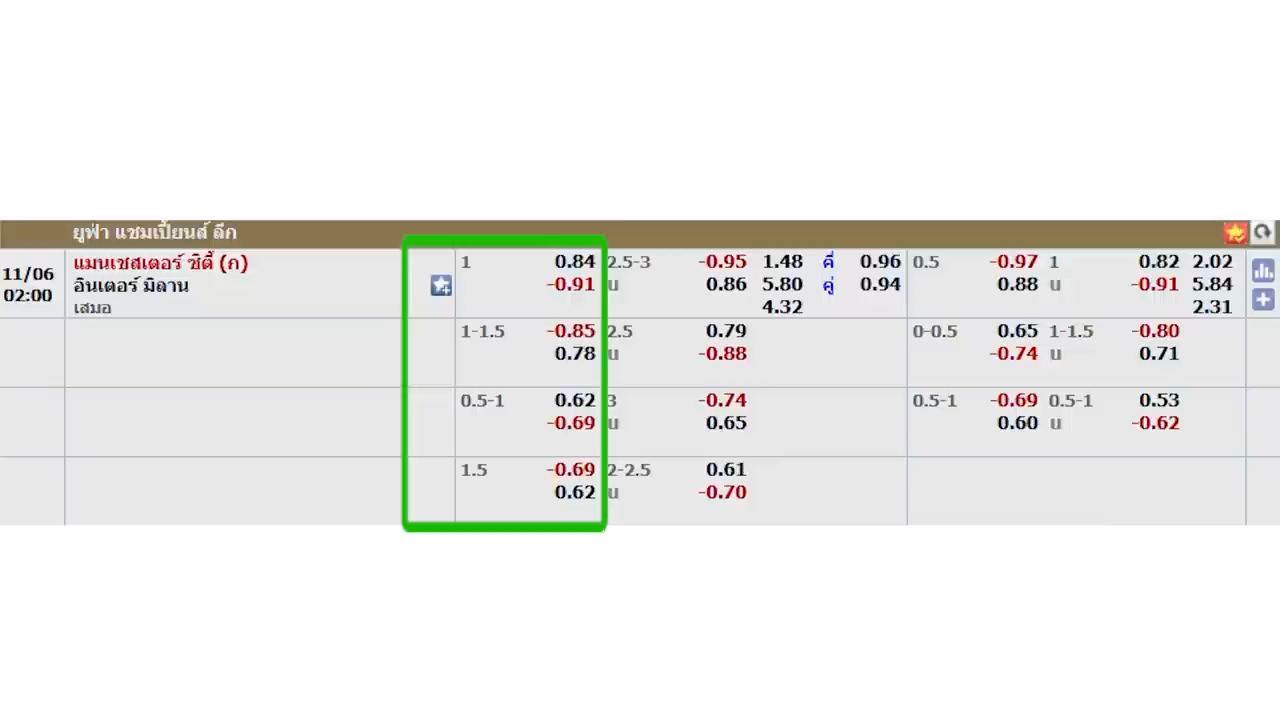 ยูฟ่า แชมเปี้ยนส์ ลีก
11/06 แมนเชสเตอร์ ซิตี้ (ก) 1 0.84 2.5-3 -0.95 1.48 คี่ 0.96 0.5 -0.97 1 0.82 2.02
02:00 อินเตอร์ มิลาน -0.91 น 0.86 5.80 คู่ 0.94 0.88 น -0.91 5.84
เสมอ 4.32 2.31
1-1.5 -0.85 2.5 0.79 0-0.5 0.65 1-1.5 -0.80
0.78 น -0.88 -0.74 น 0.71
0.5-1 0.62 3 -0.74 0.5-1 -0.69 0.5-1 0.53
-0.69 น 0.65 0.60 น -0.62
1.5 -0.69 2-2.5 0.61
0.62 น -0.70